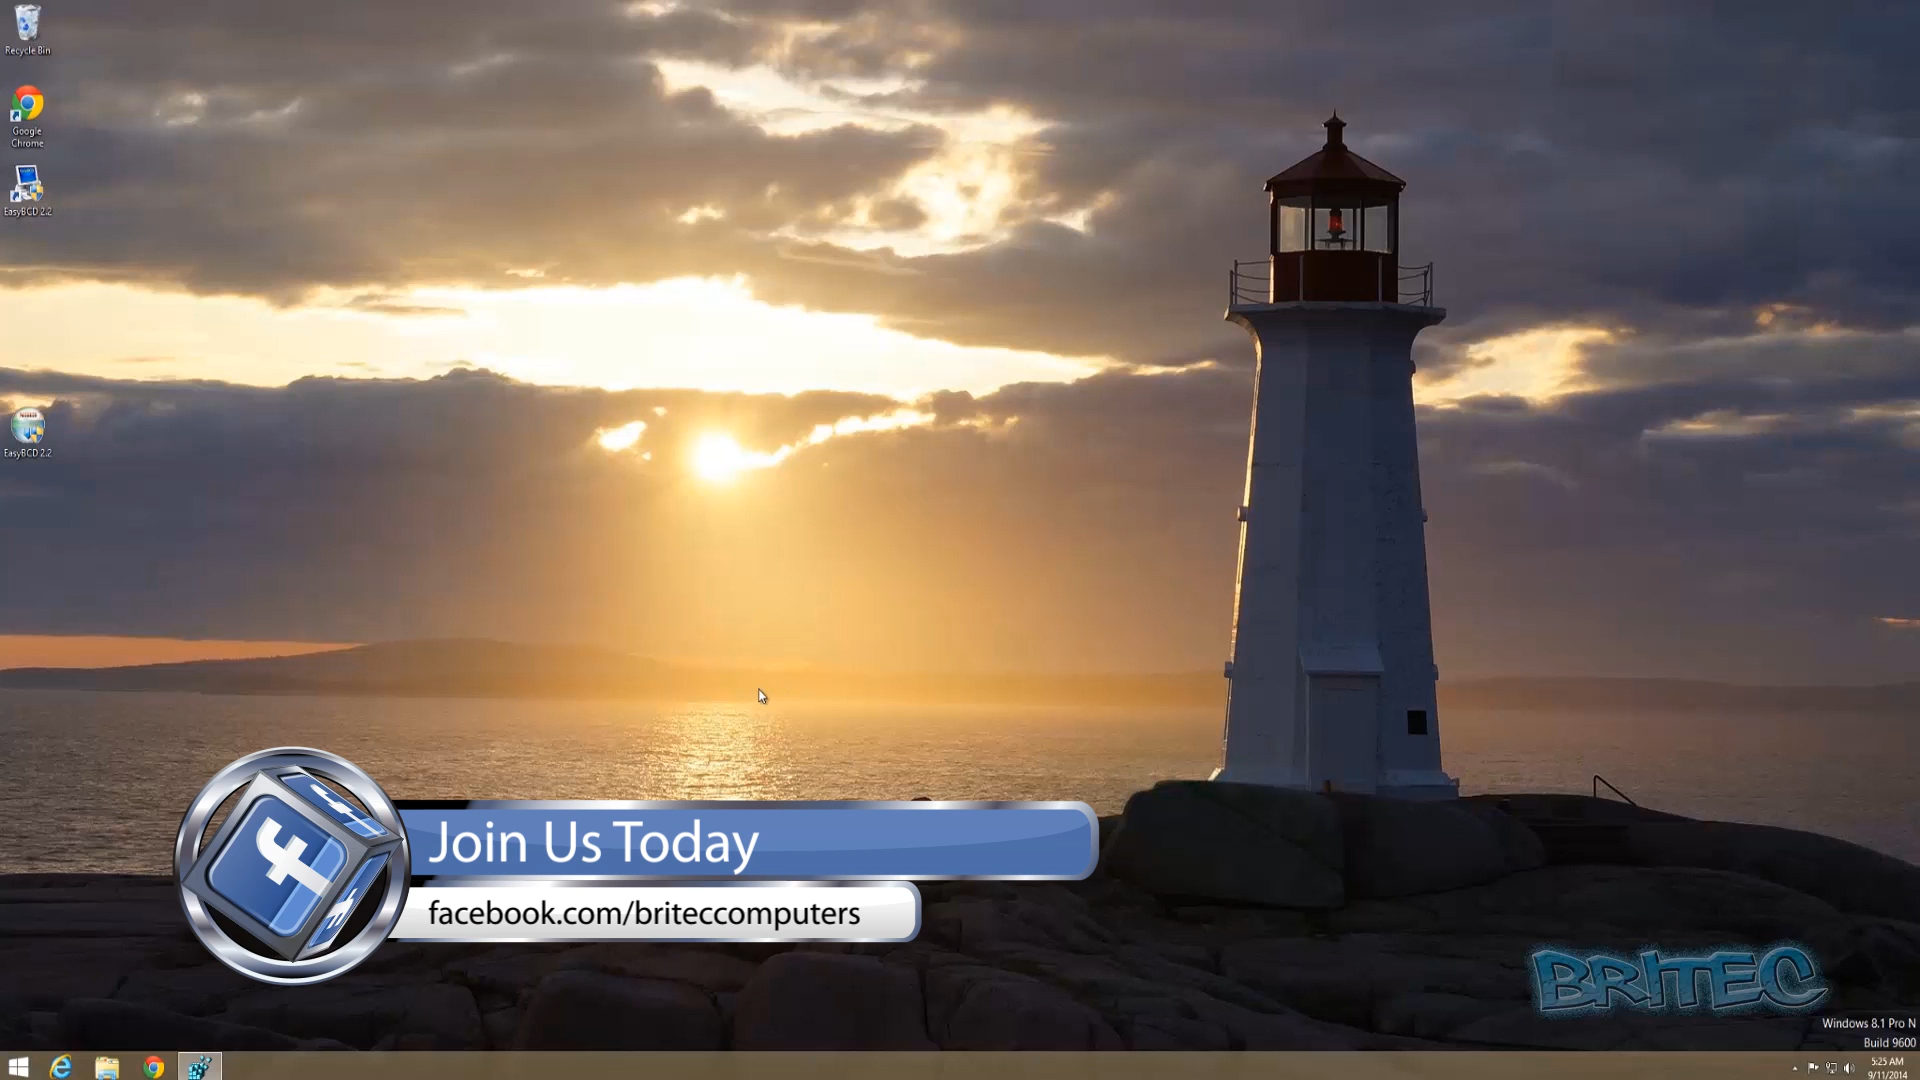 Recycle Bin
Google
Chrome
EasyBCD 2.2
EasyBCD 2.2
Join Us Today
facebook.com/briteccomputers
BRITEC
Windows 8.1 Pro N
Build 9600
5:25 AM
9/11/2014